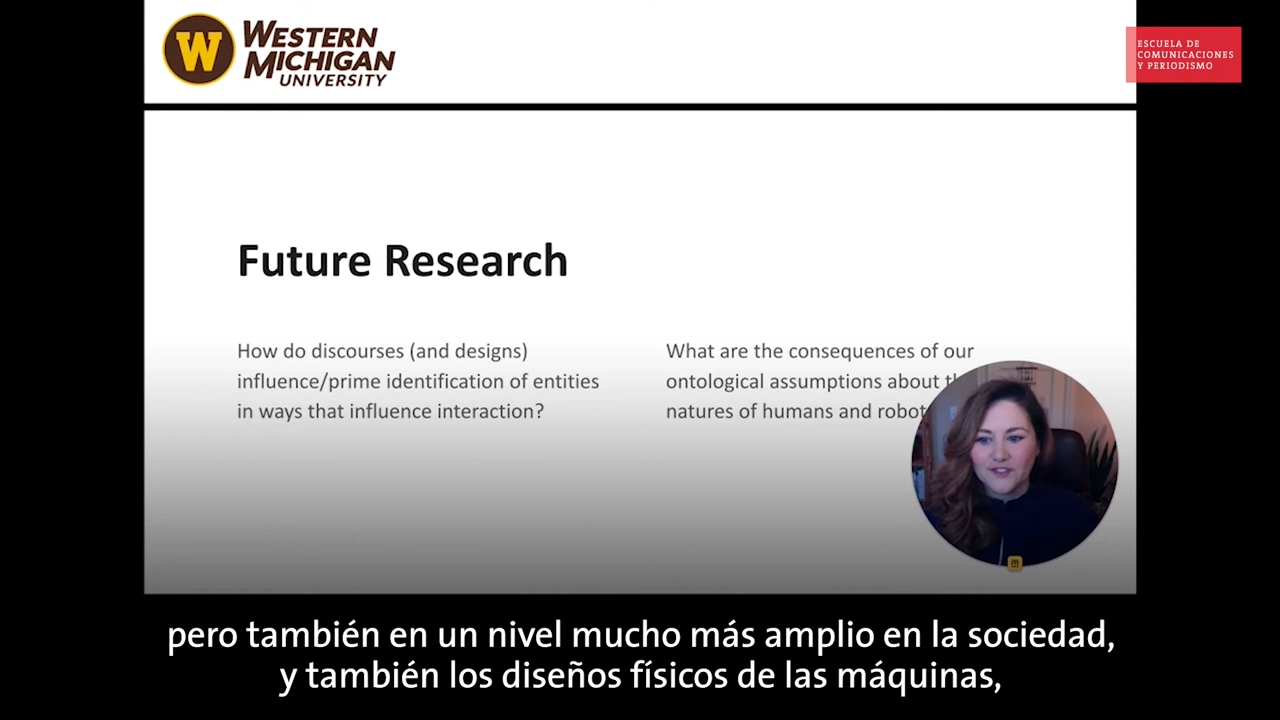 W
WESTERN
MICHIGAN
UNIVERSITY
ESCUELA DE
COMUNICACIONES
Y PERIODISMO
Future Research
How do discourses (and designs)
influence/prime identification of entities
in ways that influence interaction?
What are the consequences of our
ontological assumptions about
natures of humans and
pero también en un nivel mucho más amplio en la sociedad,
y también los diseños físicos de las máquinas,